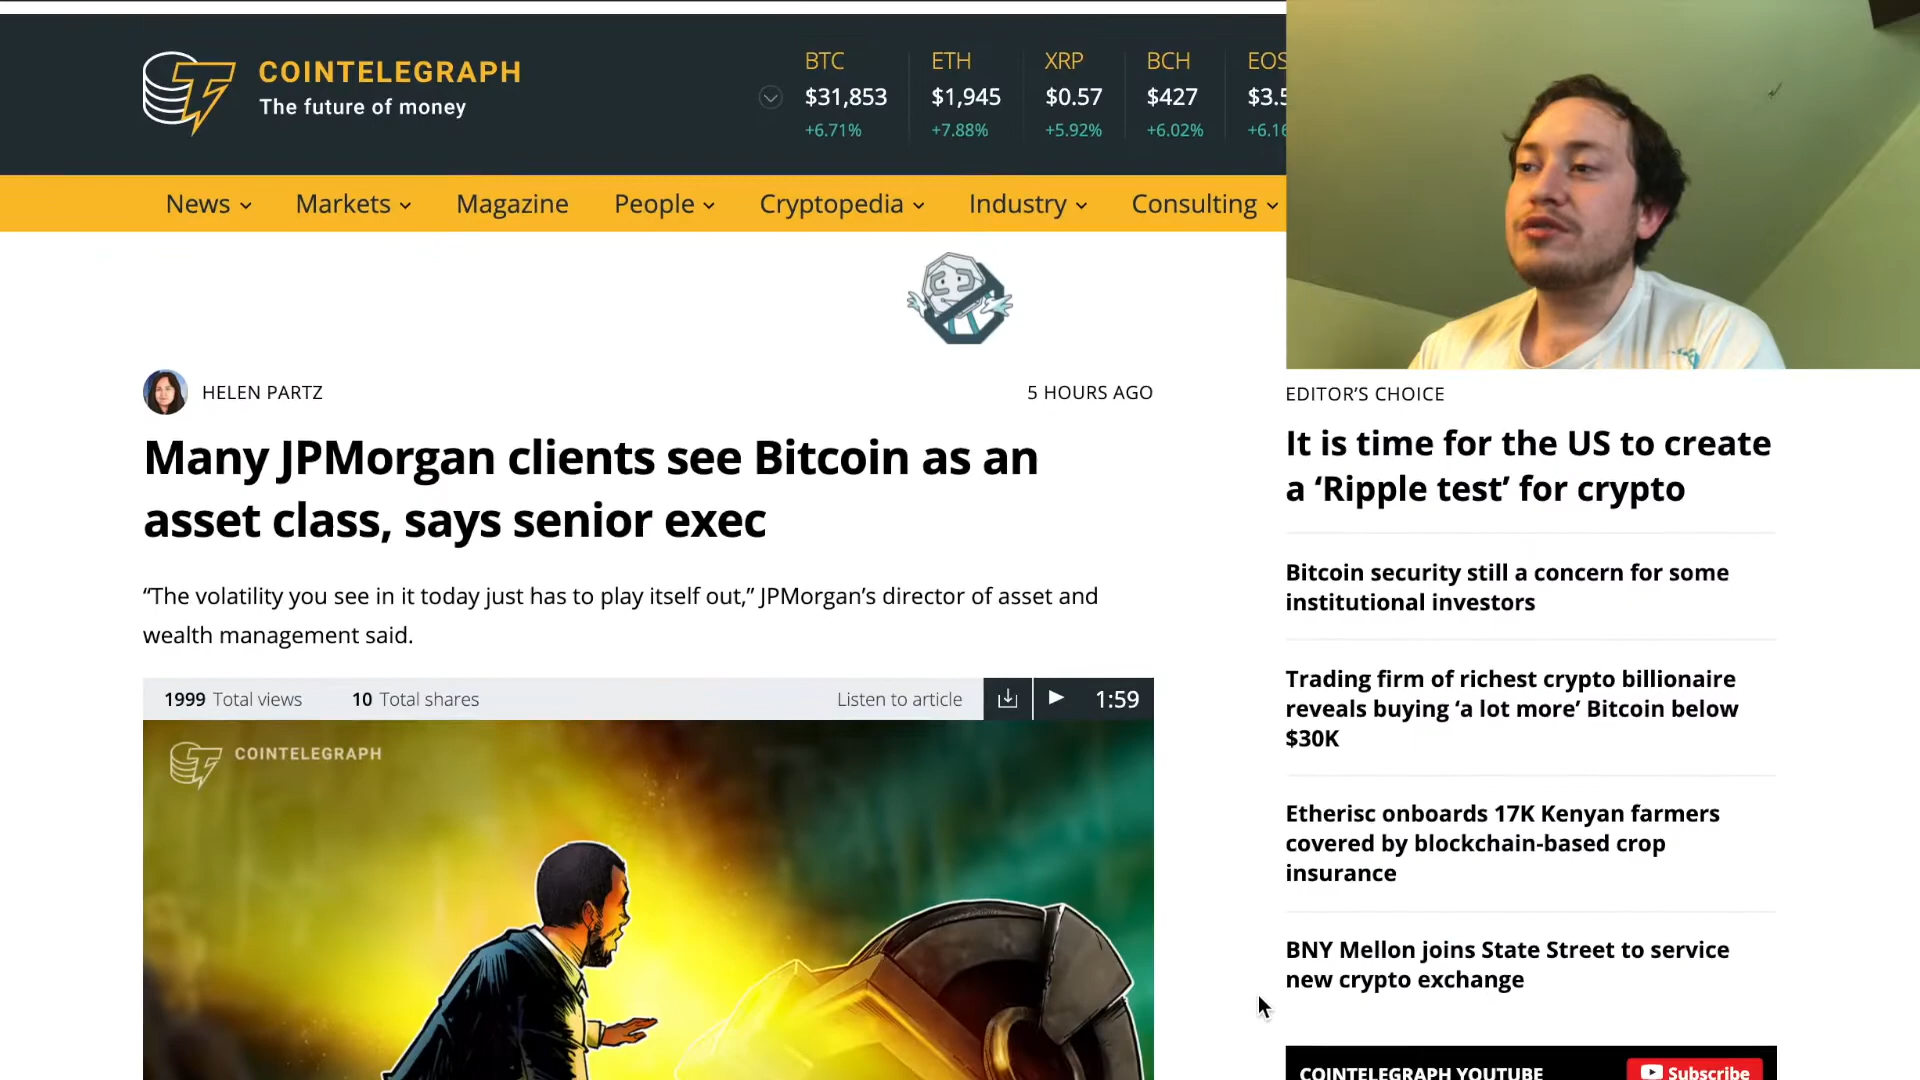 COINTELEGRAPH
The future of money
BTC
$31,853
+6.71%
ETH
$1,945
+7.88%
XRP
$0.57
+5.92%
BCH
$427
+6.02%
EOS
$3.5
+6.16
News
Markets
Magazine
People
Cryptopedia
Industry
Consulting
HELEN PARTZ
5 HOURS AGO
Many JPMorgan clients see Bitcoin as an
asset class, says senior exec
“The volatility you see in it today just has to play itself out,” JPMorgan’s director of asset and
wealth management said.
1999 Total views
10 Total shares
Listen to article
1:59
COINTELEGRAPH
EDITOR’S CHOICE
It is time for the US to create
a ‘Ripple test’ for crypto
Bitcoin security still a concern for some
institutional investors
Trading firm of richest crypto billionaire
reveals buying ‘a lot more’ Bitcoin below
$30K
Etherisc onboards 17K Kenyan farmers
covered by blockchain-based crop
insurance
BNY Mellon joins State Street to service
new crypto exchange
COINTELEGRAPH YOUTUBE
Subscribe